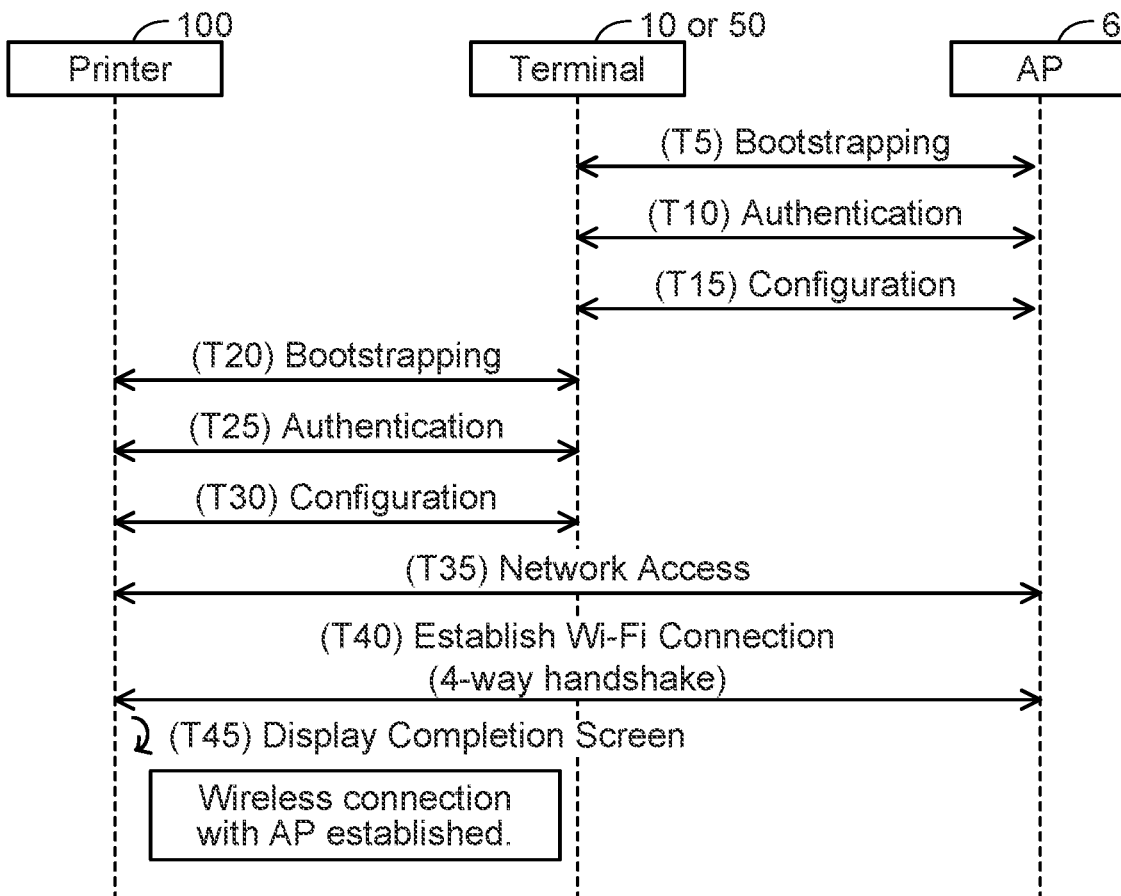 100
10 or 50
6
Printer
Terminal
AP
(T5) Bootstrapping
(T10) Authentication
(T15) Configuration
(T20) Bootstrapping
(T25) Authentication
(T30) Configuration
(T35) Network Access
(T40) Establish Wi-Fi Connection
(4-way handshake)
(T45) Display Completion Screen
Wireless connection
with AP established.